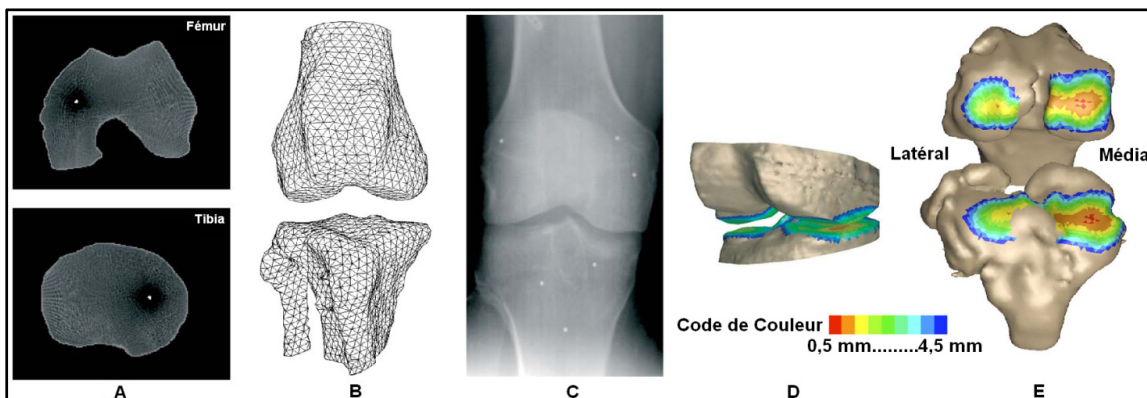 Fémur
Tibia
Latéral
Média
Code de Couleur
0,5 mm.........4,5 mm
A
B
C
D
E